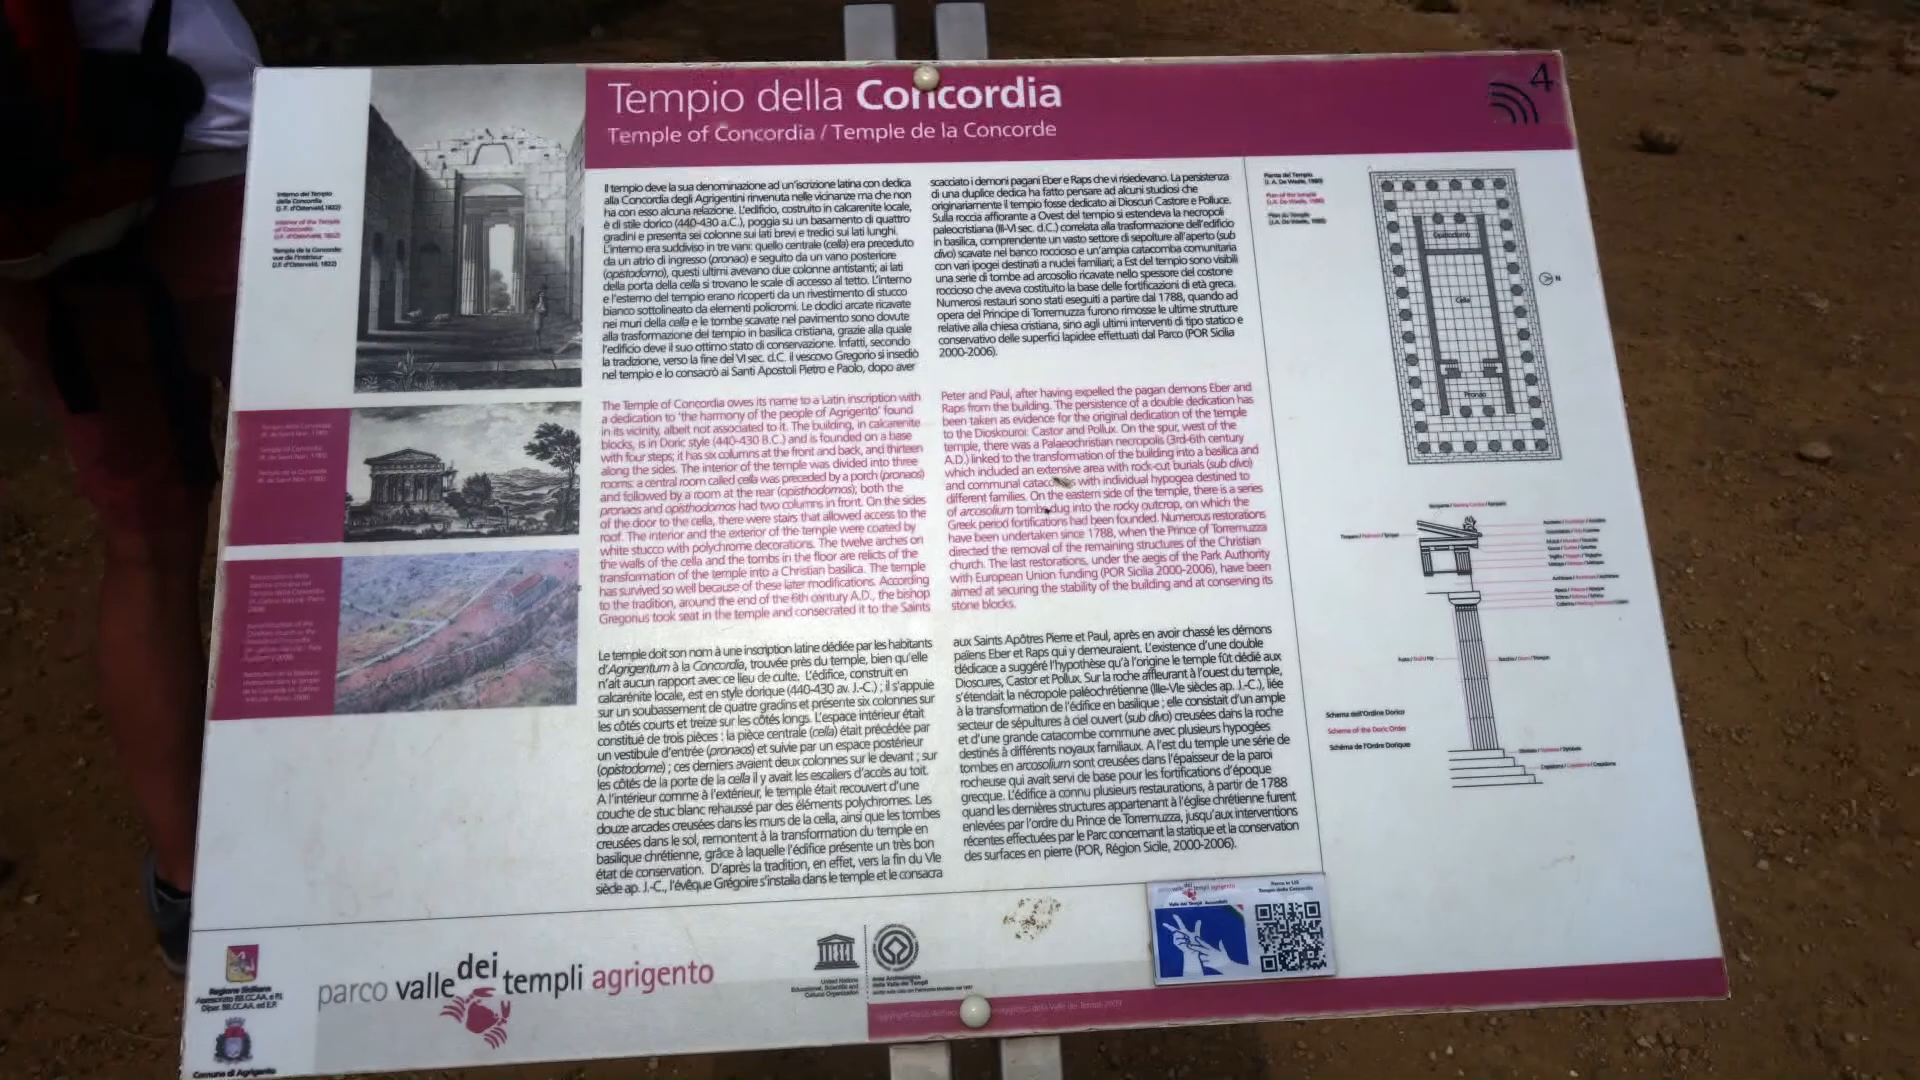 Tempio della Concordia
Temple of Concordia / Temple de la Concorde
4
Interno del Tempio
della Concordia
(J. F. d'Ostervald, 1822)
Interior of the Temple
of Concordia
(J.F. d'Ostervald, 1822)
Temple de la Concorde:
vue de l'intérieur
(J.F. d'Ostervald, 1822)
Il tempio deve la sua denominazione ad un'iscrizione latina con dedica
alla Concordia degli Agrigentini rinvenuta nelle vicinanze ma che non
ha con esso alcuna relazione. L'edificio, costruito in calcarenite locale,
è di stile dorico (440-430 a.C.), poggia su un basamento di quattro
gradini e presenta sei colonne sui lati brevi e tredici sui lati lunghi.
L'interno era suddiviso in tre vani: quello centrale (cella) era preceduto
da un atrio di ingresso (pronao) e seguito da un vano posteriore
(opistodomo), questi ultimi avevano due colonne antistanti; ai lati
della porta della cella si trovano le scale di accesso al tetto. L'interno
e l'esterno del tempio erano ricoperti da un rivestimento di stucco
bianco sottolineato da elementi policromi. Le dodici arcate ricavate
nei muri della cella e le tombe scavate nel pavimento sono dovute
alla trasformazione del tempio in basilica cristiana, grazie alla quale
l'edificio deve il suo ottimo stato di conservazione. Infatti, secondo
la tradizione, verso la fine del VI sec. d.C. il vescovo Gregorio si insediò
nel tempio e lo consacrò ai Santi Apostoli Pietro e Paolo, dopo aver
scacciato i demoni pagani Eber e Raps che vi risiedevano. La persistenza
di una duplice dedica ha fatto pensare ad alcuni studiosi che
originariamente il tempio fosse dedicato ai Dioscuri Castore e Polluce.
Sulla roccia affiorante a Ovest del tempio si estendeva la necropoli
paleocristiana (III-VI sec. d.C.) correlata alla trasformazione dell'edificio
in basilica, comprendente un vasto settore di sepolture all'aperto (sub
divo) scavate nel banco roccioso e un'ampia catacomba comunitaria
con vari ipogei destinati a nuclei familiari; a Est del tempio sono visibili
una serie di tombe ad arcosolio ricavate nello spessore del costone
roccioso che aveva costituito la base delle fortificazioni di età greca.
Numerosi restauri sono stati eseguiti a partire dal 1788, quando ad
opera del Principe di Torremuzza furono rimosse le ultime strutture
relative alla chiesa cristiana, sino agli ultimi interventi di tipo statico e
conservativo delle superfici lapidee effettuati dal Parco (POR Sicilia
2000-2006).
The Temple of Concordia owes its name to a Latin inscription with
a dedication to 'the harmony of the people of Agrigento' found
in its vicinity, albeit not associated to it. The building, in calcarenite
blocks, is in Doric style (440-430 B.C.) and is founded on a base
with four steps; it has six columns at the front and back, and thirteen
along the sides. The interior of the temple was divided into three
rooms: a central room called cella was preceded by a porch (pronaos)
and followed by a room at the rear (opisthodomos); both the
pronaos and opisthodomos had two columns in front. On the sides
of the door to the cella, there were stairs that allowed access to the
roof. The interior and the exterior of the temple were coated by
white stucco with polychrome decorations. The twelve arches on
the walls of the cella and the tombs in the floor are relicts of the
transformation of the temple into a Christian basilica. The temple
has survived so well because of these later modifications. According
to the tradition, around the end of the 6th century A.D., the bishop
Gregorius took seat in the temple and consecrated it to the Saints
Peter and Paul, after having expelled the pagan demons Eber and
Raps from the building. The persistence of a double dedication has
been taken as evidence for the original dedication of the temple
to the Dioskouroi: Castor and Pollux. On the spur, west of the
temple, there was a Palaeochristian necropolis (3rd-6th century
A.D.) linked to the transformation of the building into a basilica and
which included an extensive area with rock-cut burials (sub divo)
and communal with individual hypogea destined to
different families. On the eastern side of the temple, there is a series
of arcosolium tombs dug into the rocky outcrop, on which the
Greek period fortifications had been founded. Numerous restorations
have been undertaken since 1788, when the Prince of Torremuzza
directed the removal of the remaining structures of the Christian
church. The last restorations, under the aegis of the Park Authority
with European Union funding (POR Sicilia 2000-2006), have been
aimed at securing the stability of the building and at conserving its
stone blocks.
Le temple doit son nom à une inscription latine dédiée par les habitants
d'Agrigentum à la Concordia, trouvée près du temple, bien qu'elle
n'ait aucun rapport avec ce lieu de culte. L'édifice, construit en
calcarénite locale, est en style dorique (440-430 av. J.-C.) ; il s'appuie
sur un soubassement de quatre gradins et présente six colonnes sur
les côtés courts et treize sur les côtés longs. L'espace intérieur était
constitué de trois pièces : la pièce centrale (cella) était précédée par
un vestibule d'entrée (pronaos) et suivie par un espace postérieur
(opistodome) ; ces derniers avaient deux colonnes sur le devant ; sur
les côtés de la porte de la cella il y avait les escaliers d'accès au toit.
A l'intérieur comme à l'extérieur, le temple était recouvert d'une
couche de stuc blanc rehaussé par des éléments polychromes. Les
douze arcades creusées dans les murs de la cella, ainsi que les tombes
creusées dans le sol, remontent à la transformation du temple en
basilique chrétienne, grâce à laquelle l'édifice présente un très bon
état de conservation. D'après la tradition, en effet, vers la fin du VIe
siècle ap. J.-C., l'évêque Grégoire s'installa dans le temple et le consacra
aux Saints Apôtres Pierre et Paul, après en avoir chassé les démons
païens Eber et Raps qui y demeuraient. L'existence d'une double
dédicace a suggéré l'hypothèse qu'à l'origine le temple fût dédié aux
Dioscures, Castor et Pollux. Sur la roche affleurant à l'ouest du temple,
s'étendait la nécropole paléochrétienne (IIIe-VIe siècles ap. J.-C.), liée
à la transformation de l'édifice en basilique ; elle consistait d'un ample
secteur de sépultures à ciel ouvert (sub divo) creusées dans la roche
et d'une grande catacombe commune avec plusieurs hypogées
destinés à différents noyaux familiaux. A l'est du temple une série de
tombes en arcosolium sont creusées dans l'épaisseur de la paroi
rocheuse qui avait servi de base pour les fortifications d'époque
grecque. L'édifice a connu plusieurs restaurations, à partir de 1788
quand les dernières structures appartenant à l'église chrétienne furent
enlevées par l'ordre du Prince de Torremuzza, jusqu'aux interventions
récentes effectuées par le Parc concernant la statique et la conservation
des surfaces en pierre (POR, Région Sicile, 2000-2006).
Pianta del Tempio
Plan of the temple
Plan du Temple
Opistodomo
Cella
Pronao
N
Schema dell'Ordine Dorico
Scheme of the Doric Order
Schéma de l'Ordre Dorique
Regione Siciliana
Comune di Agrigento
parco valle dei templi agrigento
UNESCO
United Nations
Educational, Scientific and
Cultural Organization
Area Archeologica
della Valle dei Templi
valle dei templi agrigento
Parco in LIS
Tempio della Concordia